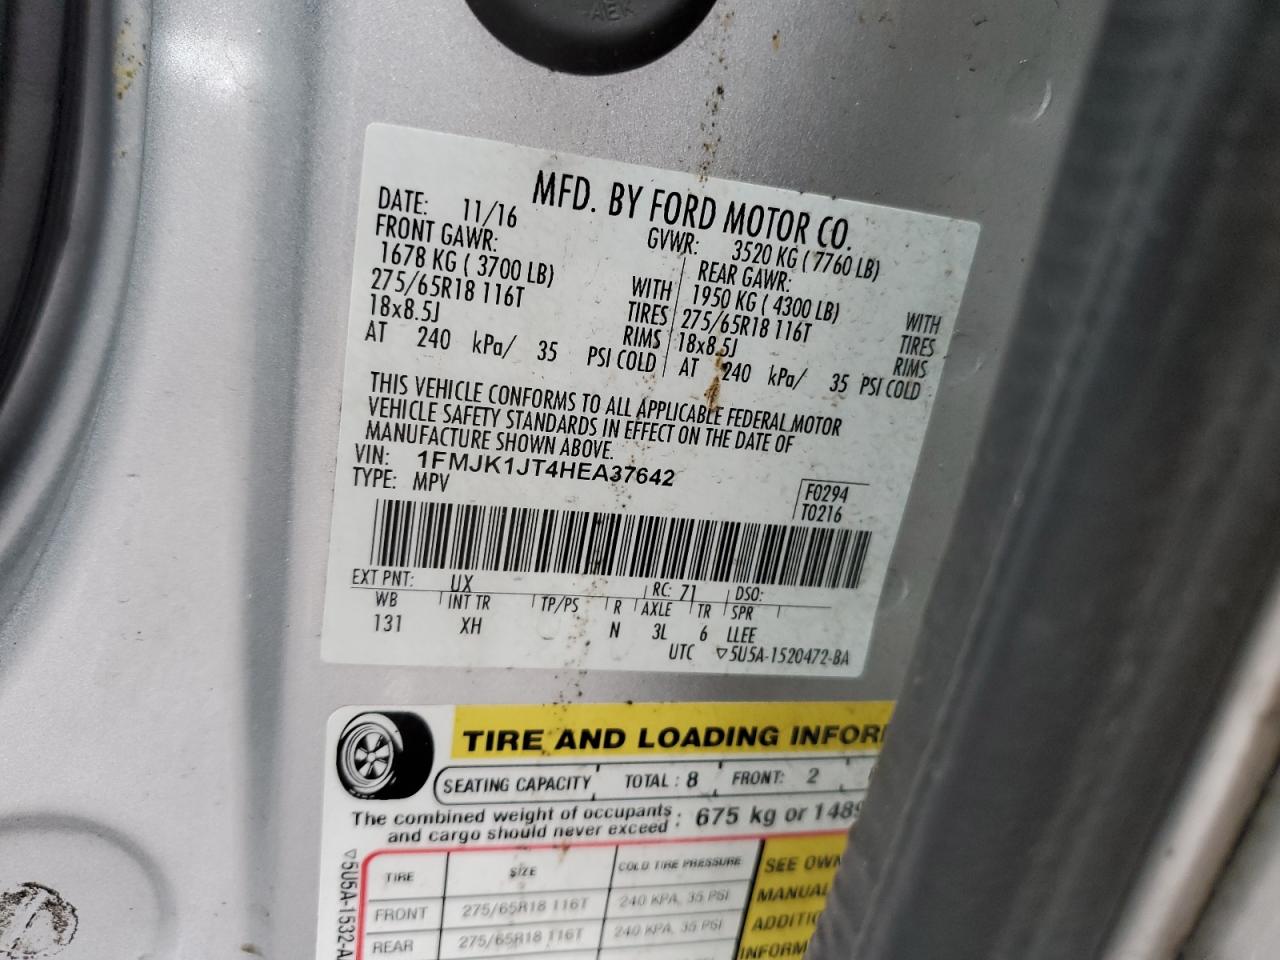 MFD. BY FORD MOTOR CO.
DATE: 11/16 GVWR: 3520 KG ( 7760 LB)
FRONT GAWR: REAR GAWR:
1678 KG ( 3700 LB) WITH 1950 KG ( 4300 LB) WITH
275/65R18 116T TIRES 275/65R18 116T TIRES
18x8.5J RIMS 18x8.5J RIMS
AT 240 kPa/ 35 PSI COLD AT 240 kPa/ 35 PSI COLD
THIS VEHICLE CONFORMS TO ALL APPLICABLE FEDERAL MOTOR
VEHICLE SAFETY STANDARDS IN EFFECT ON THE DATE OF
MANUFACTURE SHOWN ABOVE.
VIN: 1FMJK1JT4HEA37642
TYPE: MPV
F0294
T0216
EXT PNT: UX RC: 71 DSO:
WB INT TR TP/PS R AXLE TR SPR
131 XH N 3L 6 LLEE
UTC ▽5U5A-1520472-BA
TIRE AND LOADING INFOR
SEATING CAPACITY TOTAL : 8 FRONT: 2
The combined weight of occupants
and cargo should never exceed : 675 kg or 1489
TIRE SIZE COLD TIRE PRESSURE
FRONT 275/65R18 116T 240 KPA, 35 PSI
REAR 275/65R18 116T 240 KPA, 35 PSI
SEE OWN
MANUAL
ADDITIO
INFORM
▽5U5A-1532-A